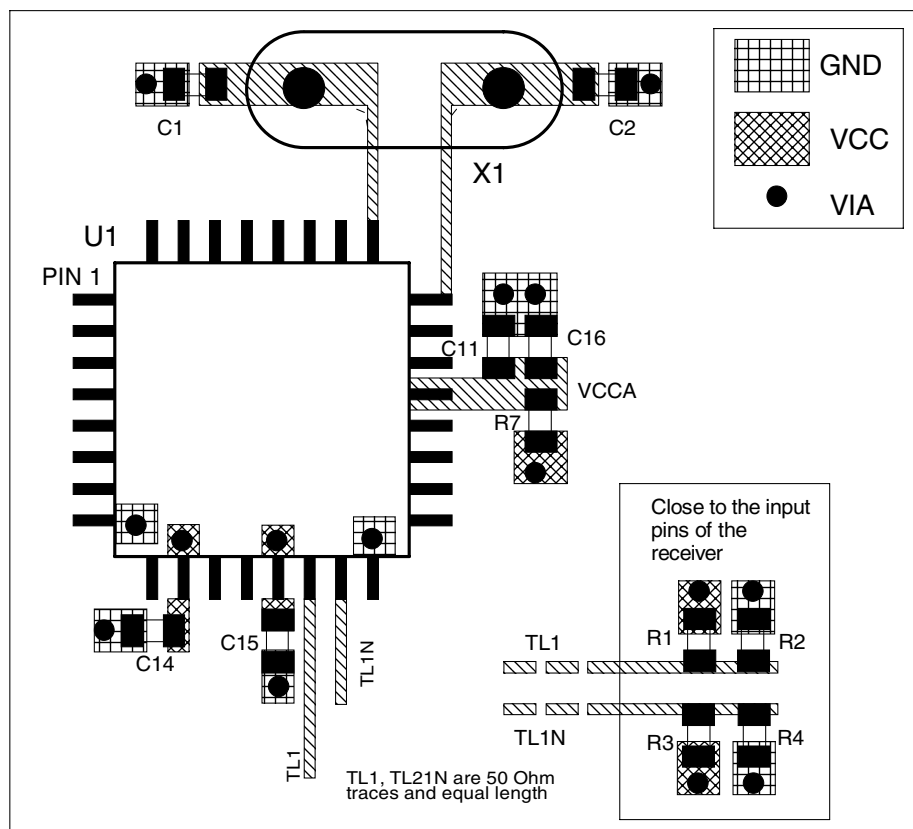 C1
C2
X1
GND
VCC
VIA
U1
PIN 1
C11
C16
VCCA
R7
Close to the input
pins of the
receiver
C14
C15
TL1
TL1N
R1
R2
TL1
TL1N
R3
R4
TL1, TL21N are 50 Ohm
traces and equal length